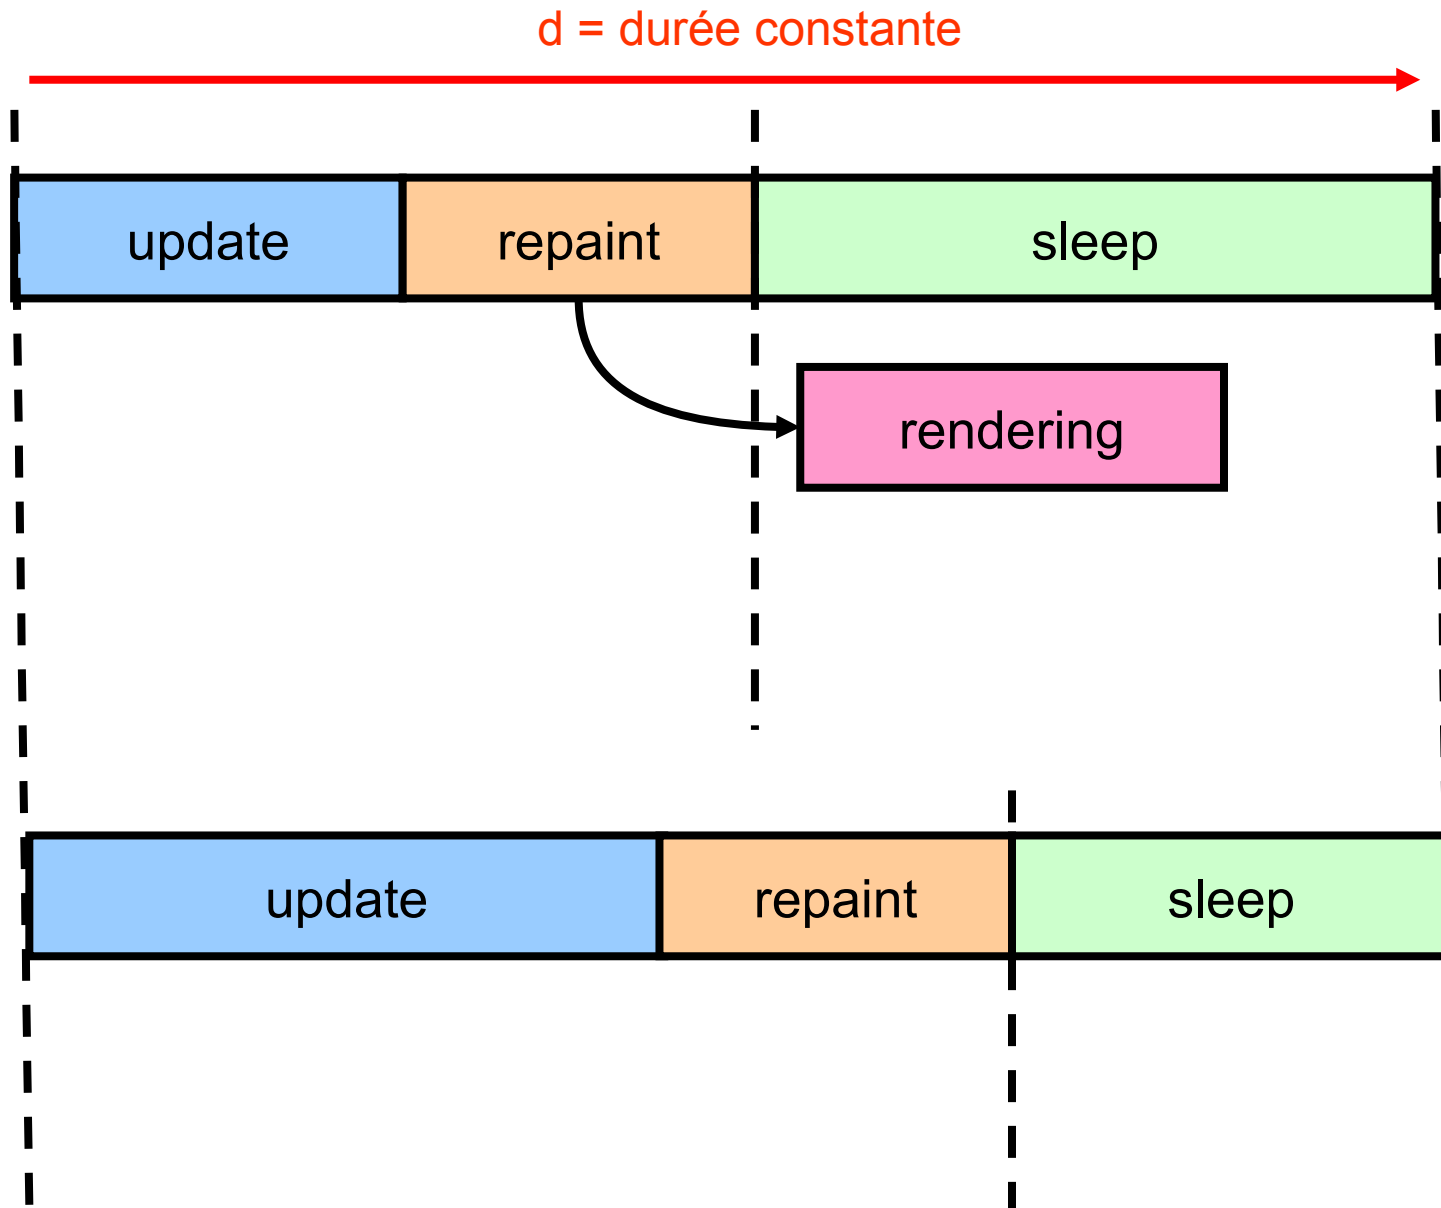 d = durée constante
update repaint sleep
rendering
update repaint sleep